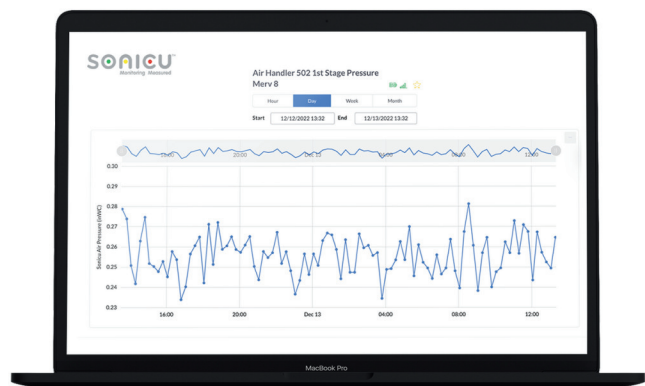 SONICU™
Monitoring Measured
Air Handler 502 1st Stage Pressure
Merv 8
Hour Day Week Month
Start 12/12/2022 13:32 End 12/13/2022 13:32
16:00 20:00 Dec 13 04:00 08:00 12:00
0.30
0.29
0.28
0.27
0.26
0.25
0.24
0.23
Sonicu Air Pressure (inWC)
16:00 20:00 Dec 13 04:00 08:00 12:00
MacBook Pro